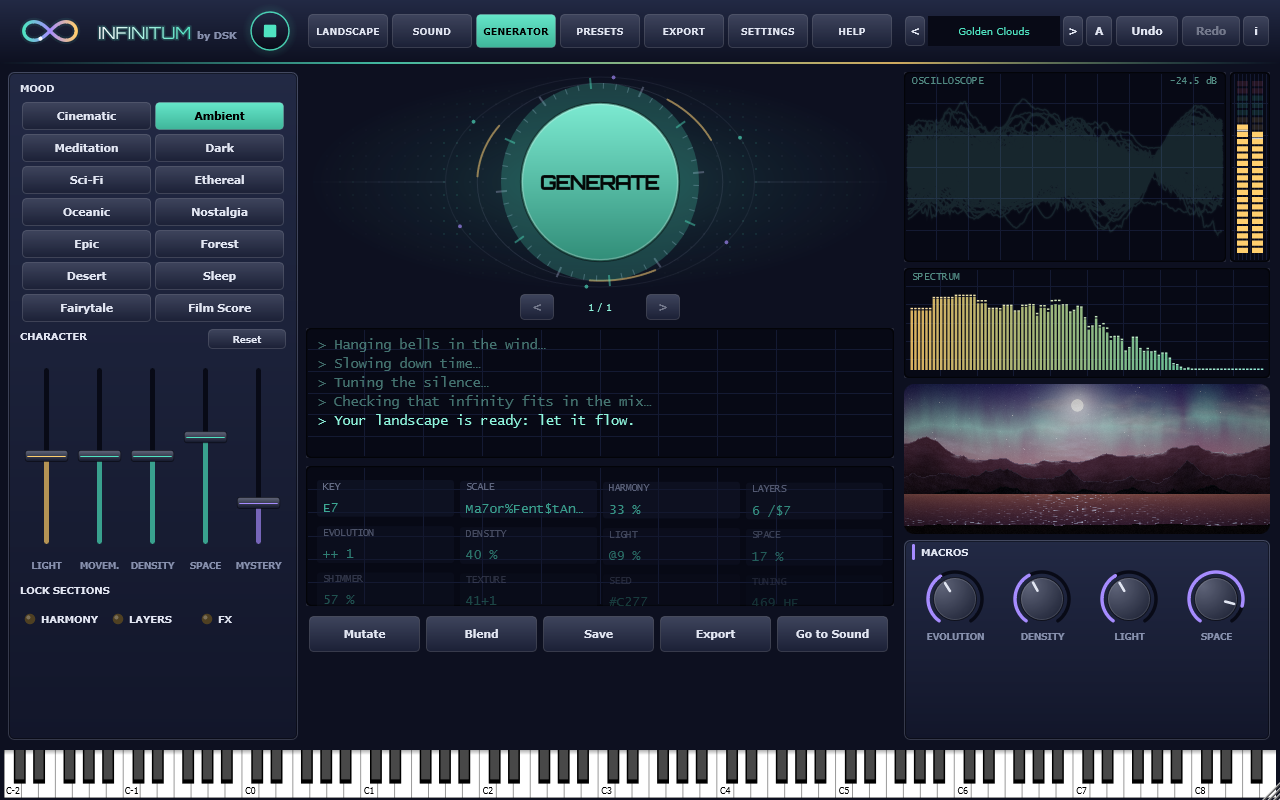 INFINITUM by DSK
LANDSCAPE SOUND GENERATOR PRESETS EXPORT SETTINGS HELP
< Golden Clouds > A Undo Redo i
MOOD
Cinematic Ambient
Meditation Dark
Sci-Fi Ethereal
Oceanic Nostalgia
Epic Forest
Desert Sleep
Fairytale Film Score
CHARACTER Reset
LIGHT MOVEM. DENSITY SPACE MYSTERY
LOCK SECTIONS
HARMONY LAYERS FX
GENERATE
< 1 / 1 >
> Hanging bells in the wind…
> Slowing down time…
> Tuning the silence…
> Checking that infinity fits in the mix…
> Your landscape is ready: let it flow.
KEY SCALE HARMONY LAYERS
E7 Ma7or%Fent$tAn… 33 % 6 /$7
EVOLUTION DENSITY LIGHT SPACE
++ 1 40 % @9 % 17 %
SHIMMER TEXTURE SEED TUNING
57 % 41+1 #C277 469 HF
Mutate Blend Save Export Go to Sound
OSCILLOSCOPE -24.5 dB
SPECTRUM
MACROS
EVOLUTION DENSITY LIGHT SPACE
C-2 C-1 C0 C1 C2 C3 C4 C5 C6 C7 C8